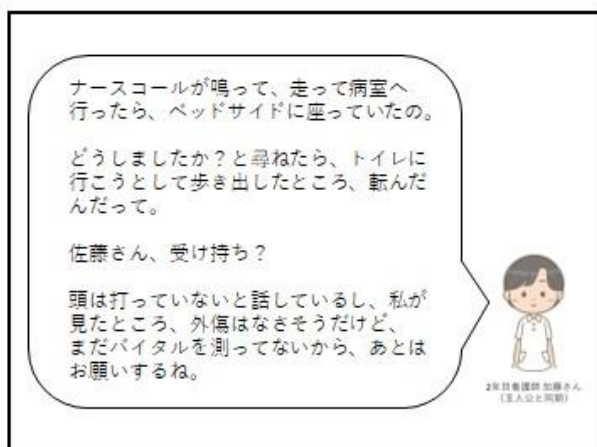 ナースコールが鳴って、走って病室へ
行ったら、ベッドサイドに座っていたの。
どうしましたか？と尋ねたら、トイレに
行こうとして歩き出したところ、転んだ
んだって。
佐藤さん、受け持ち？
頭は打っていないと話しているし、私が
見たところ、外傷はなさそうだけど、
まだバイタルを測ってないから、あとは
お願いするね。
2年目看護師 加藤さん
（主人公と同期）